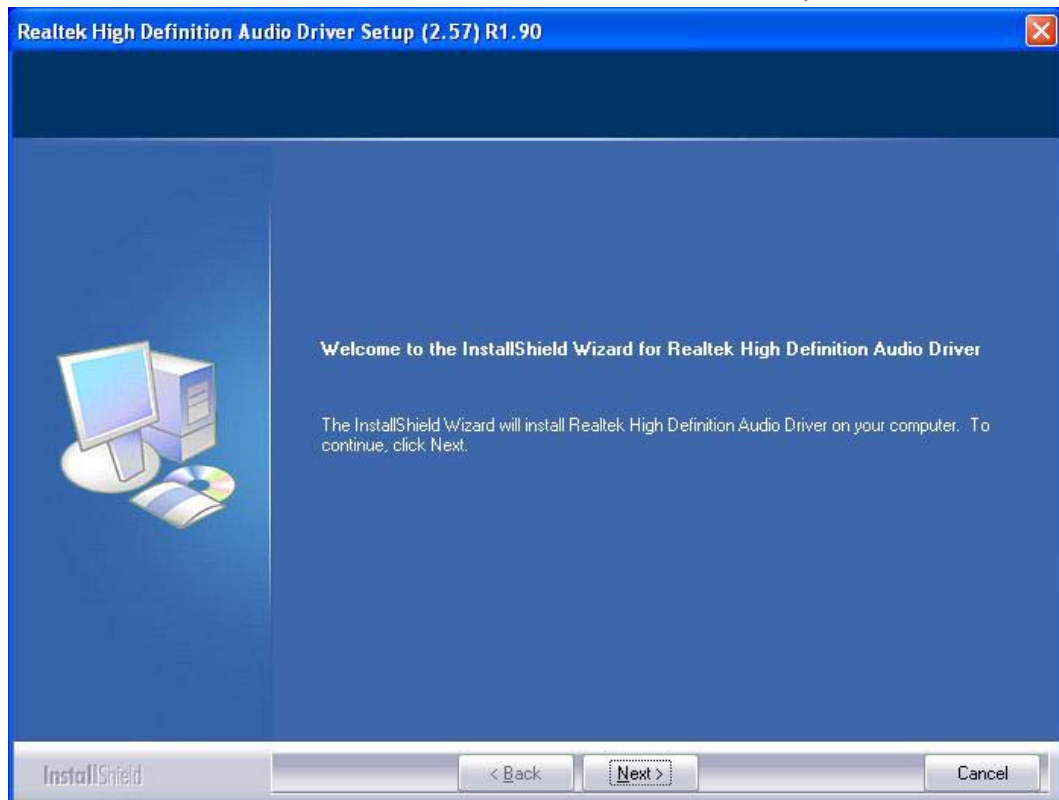 Realtek High Definition Audio Driver Setup (2.57) R1.90
Welcome to the InstallShield Wizard for Realtek High Definition Audio Driver
The InstallShield Wizard will install Realtek High Definition Audio Driver on your computer. To
continue, click Next.
InstallShield
< Back
Next >
Cancel